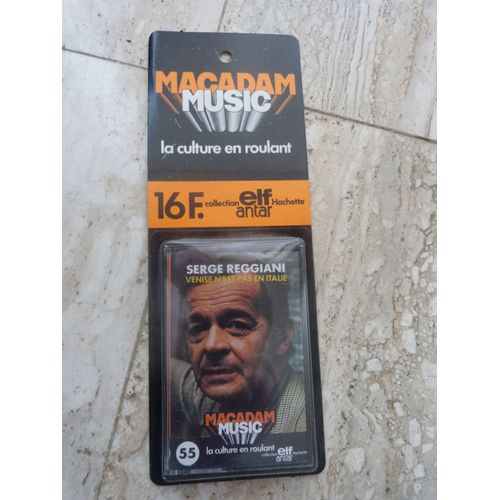 MACADAM
MUSIC
la culture en roulant
16F. collection elf antar Hachette
SERGE REGGIANI
VENISE N'EST PAS EN ITALIE
MACADAM
MUSIC
55 la culture en roulant collection elf antar Hachette